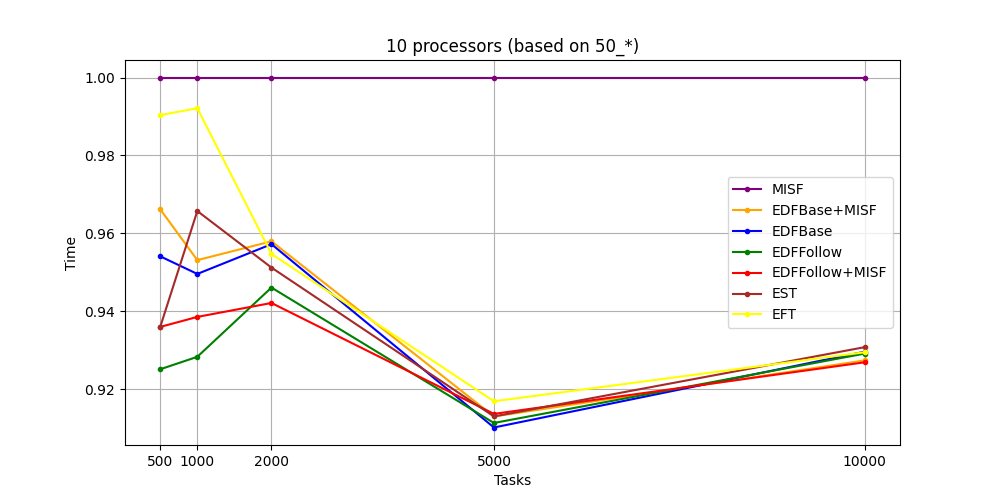 10 processors (based on 50_*)
1.00
0.98
0.96
0.94
0.92
Time
MISF
EDFBase+MISF
EDFBase
EDFFollow
EDFFollow+MISF
EST
EFT
500 1000 2000 5000 10000
Tasks